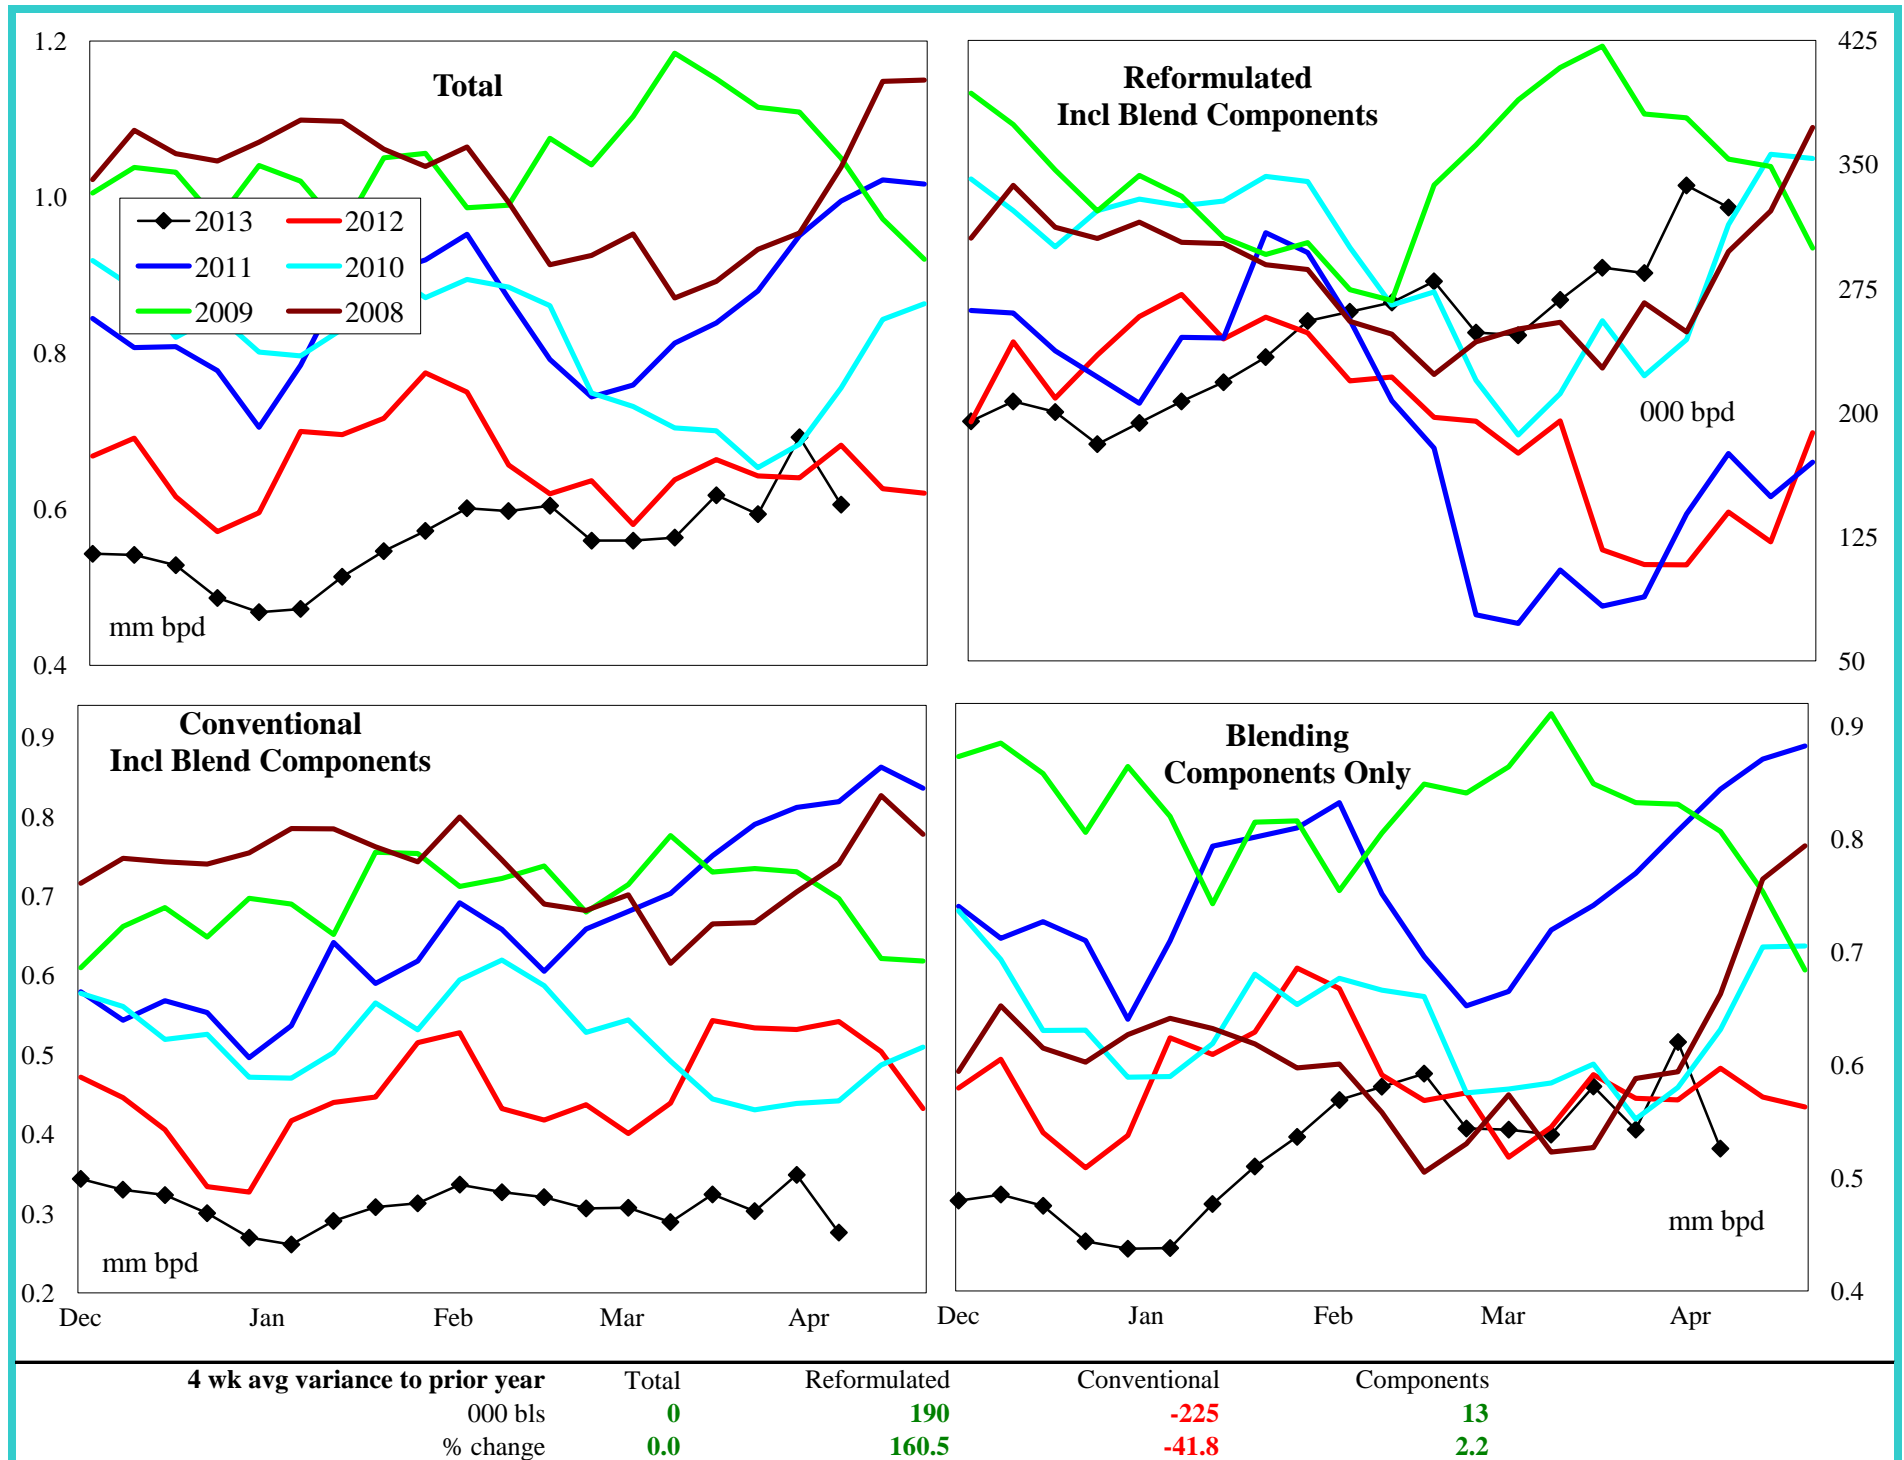 1.2
1.0
0.8
0.6
0.4
Total
2013 2012
2011 2010
2009 2008
mm bpd
Reformulated
Incl Blend Components
000 bpd
425
350
275
200
125
50
0.9
0.8
0.7
0.6
0.5
0.4
0.3
0.2
Conventional
Incl Blend Components
mm bpd
Dec Jan Feb Mar Apr
Blending
Components Only
mm bpd
0.9
0.8
0.7
0.6
0.5
0.4
Dec Jan Feb Mar Apr
4 wk avg variance to prior year Total Reformulated Conventional Components
000 bls 0 190 -225 13
% change 0.0 160.5 -41.8 2.2